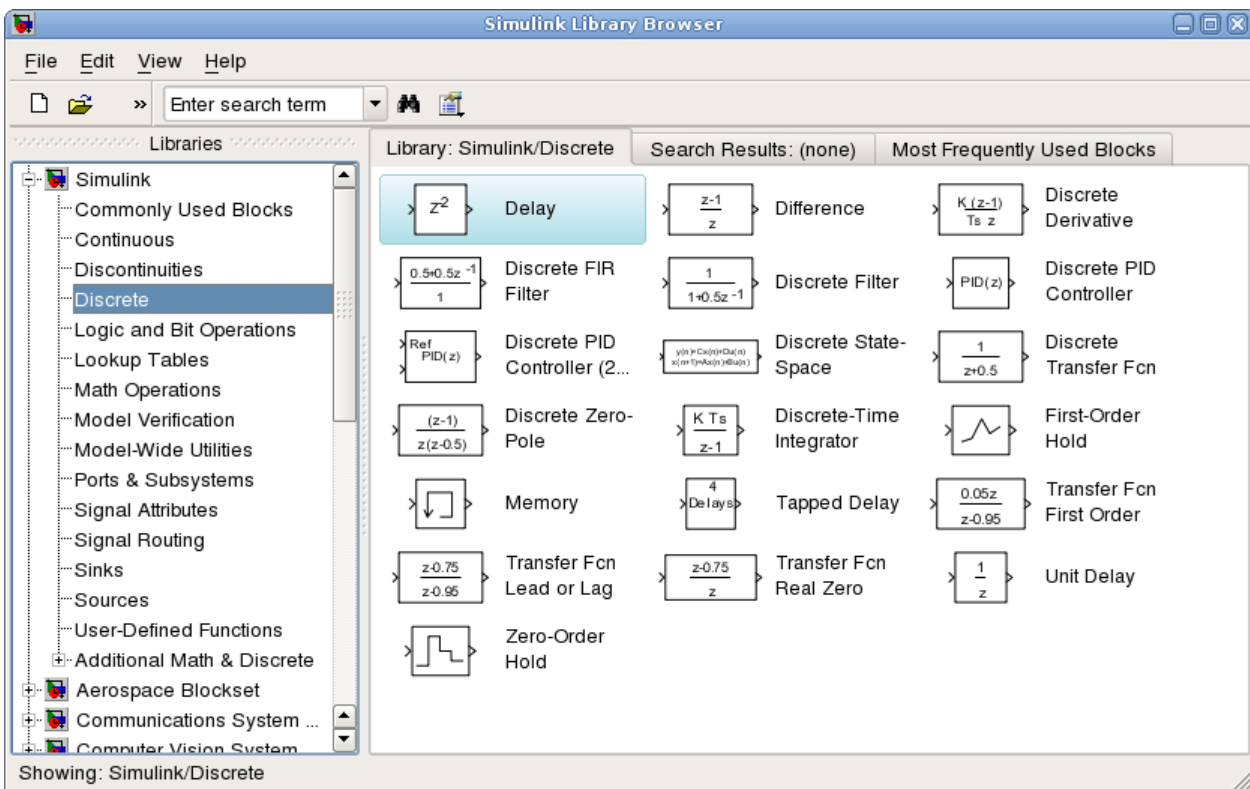 Simulink Library Browser
File Edit View Help
» Enter search term
Libraries
Simulink
Commonly Used Blocks
Continuous
Discontinuities
Discrete
Logic and Bit Operations
Lookup Tables
Math Operations
Model Verification
Model-Wide Utilities
Ports & Subsystems
Signal Attributes
Signal Routing
Sinks
Sources
User-Defined Functions
Additional Math & Discrete
Aerospace Blockset
Communications System ...
Computer Vision System
Library: Simulink/Discrete Search Results: (none) Most Frequently Used Blocks
z-2
Delay
z-1
z
Difference
K (z-1)
Ts z
Discrete
Derivative
0.5+0.5z -1
1
Discrete FIR
Filter
1
1+0.5z -1
Discrete Filter
PID(z)
Discrete PID
Controller
Ref
PID(z)
Discrete PID
Controller (2...
y(n)=Cx(n)+Du(n)
x(n+1)=Ax(n)+Bu(n)
Discrete State-
Space
1
z+0.5
Discrete
Transfer Fcn
(z-1)
z(z-0.5)
Discrete Zero-
Pole
K Ts
z-1
Discrete-Time
Integrator
First-Order
Hold
Memory
4
Delays
Tapped Delay
0.05z
z-0.95
Transfer Fcn
First Order
z-0.75
z-0.95
Transfer Fcn
Lead or Lag
z-0.75
z
Transfer Fcn
Real Zero
1
z
Unit Delay
Zero-Order
Hold
Showing: Simulink/Discrete